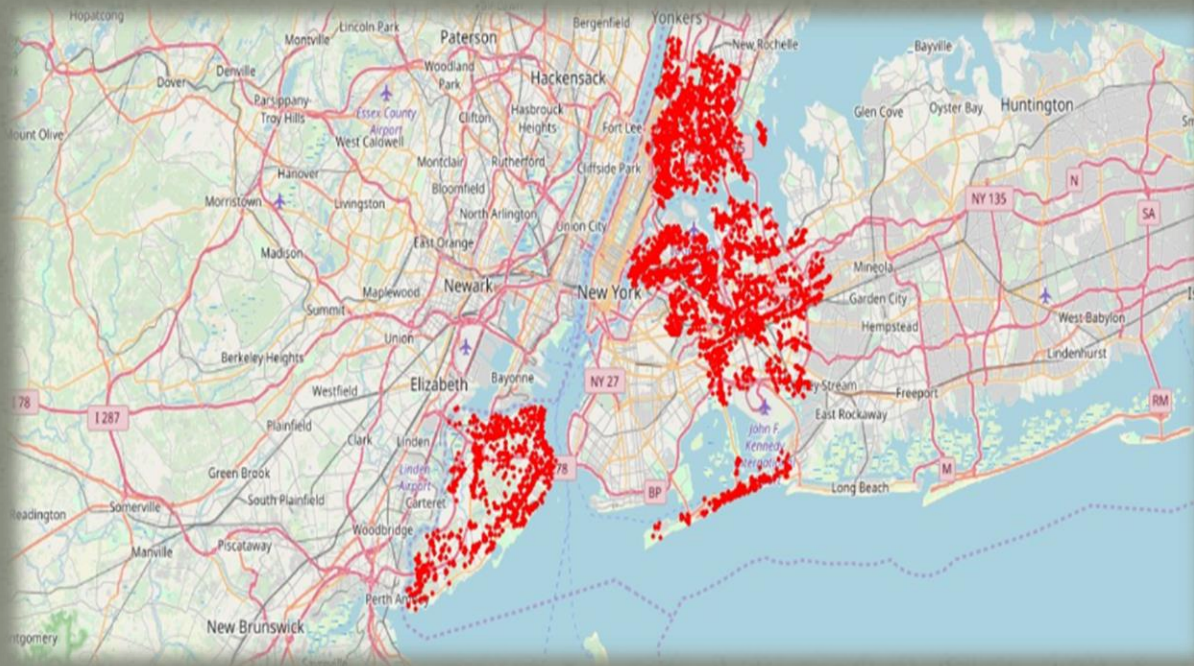 Hopatcong
Lincoln Park
Bergenfield
Yonkers
Montville
Paterson
New Rochelle
Bayville
Denville
Dover
Woodland
Park
Hackensack
Parsippany-
Troy Hills
Essex County
Airport
Clifton
Hasbrouck
Heights
Glen Cove
Oyster Bay
Huntington
Mount Olive
West Caldwell
Fort Lee
Montclair
Rutherford
Cliffside Park
Hanover
Bloomfield
N
Morristown
Livingston
North Arlington
NY 135
SA
Union City
East Orange
Madison
Mineola
Newark
Maplewood
New York
Garden City
Summit
Hempstead
West Babylon
Union
Berkeley Heights
Lindenhurst
Westfield
Elizabeth
Bayonne
NY 27
Freeport
I 78
I 287
RM
East Rockaway
Plainfield
Clark
Linden
John F.
Kennedy
78
M
Green Brook
Linden
Airport
South Plainfield
Carteret
BP
Long Beach
Somerville
Readington
Woodbridge
Manville
Piscataway
New Brunswick